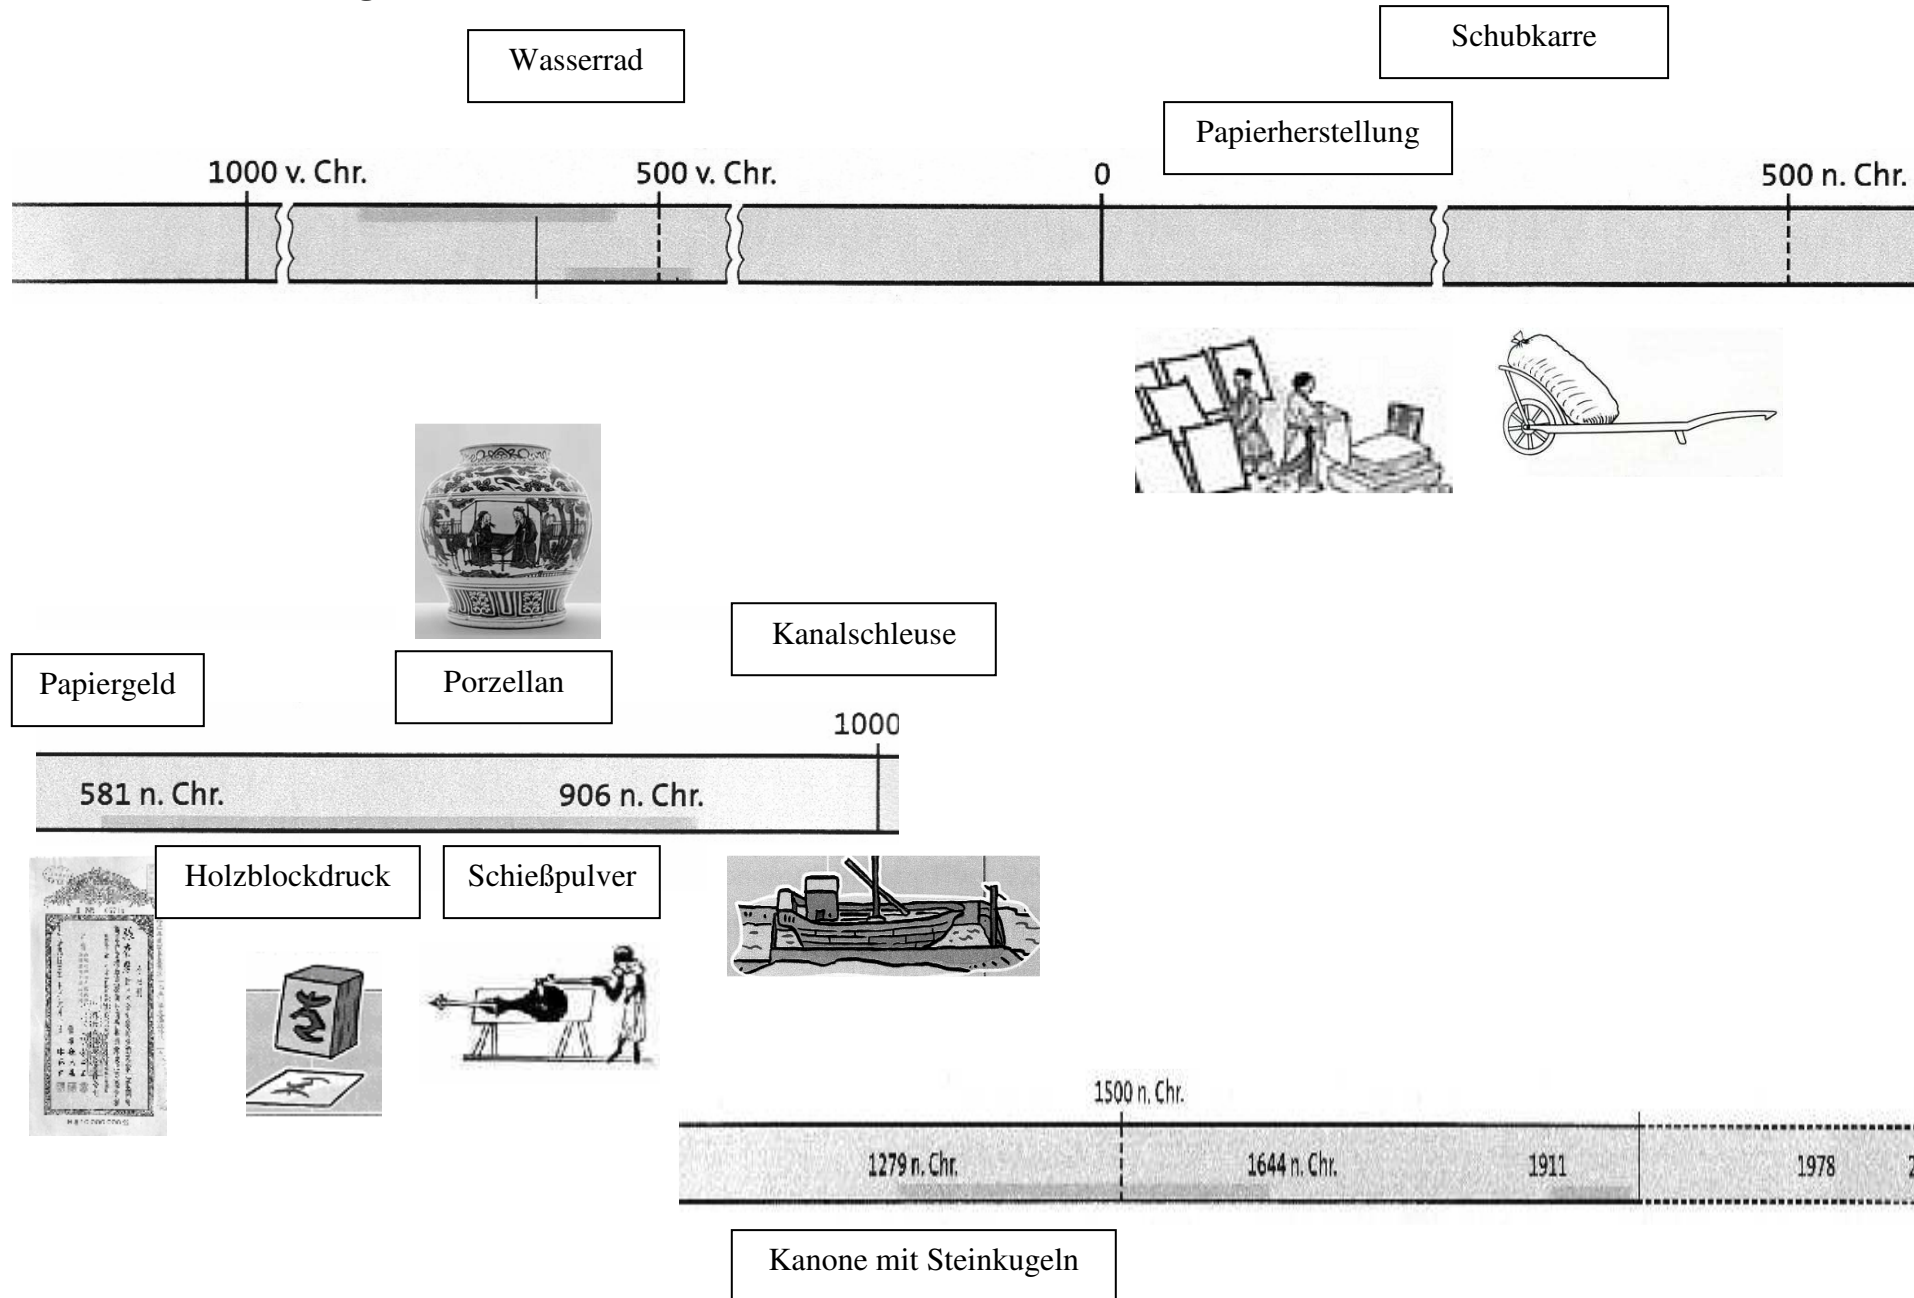 Schubkarre
Wasserrad
Papierherstellung
1000 v. Chr.
500 v. Chr.
0
500 n. Chr.
Kanalschleuse
Papiergeld
Porzellan
1000
581 n. Chr.
906 n. Chr.
Holzblockdruck
Schießpulver
1500 n. Chr.
1279 n. Chr.
1644 n. Chr.
1911
1978
2
Kanone mit Steinkugeln